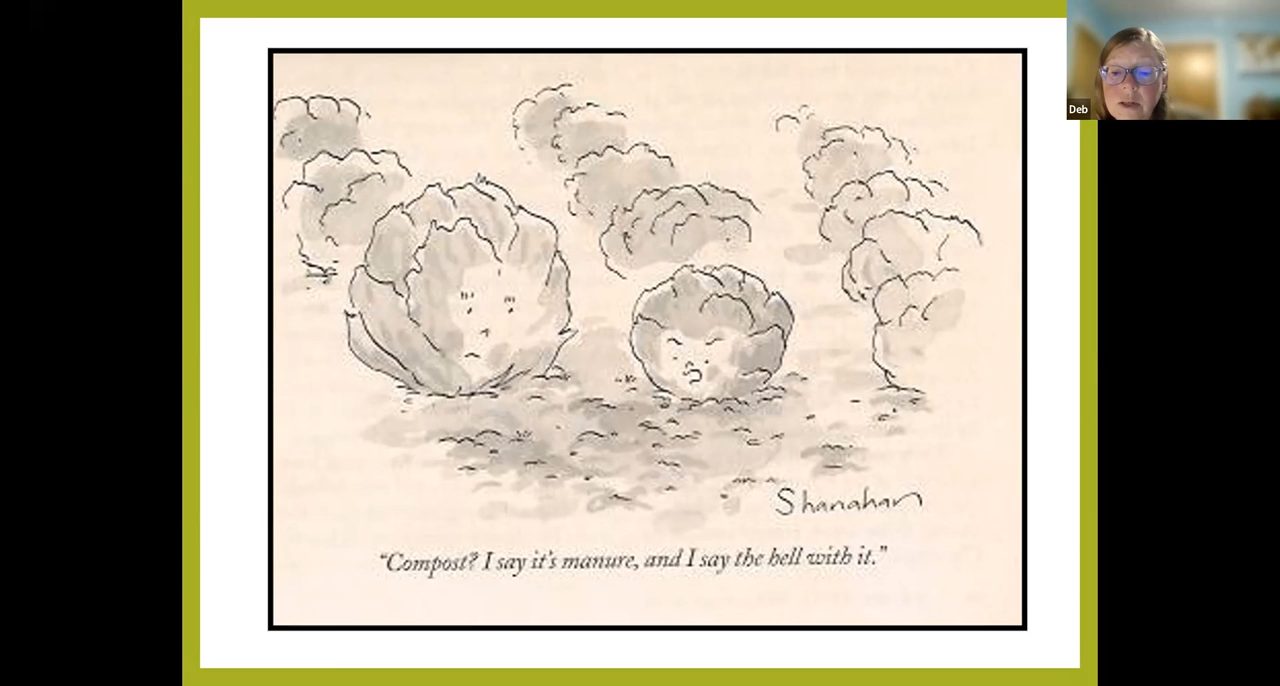 Deb
Shanahan
“Compost? I say it’s manure, and I say the hell with it.”